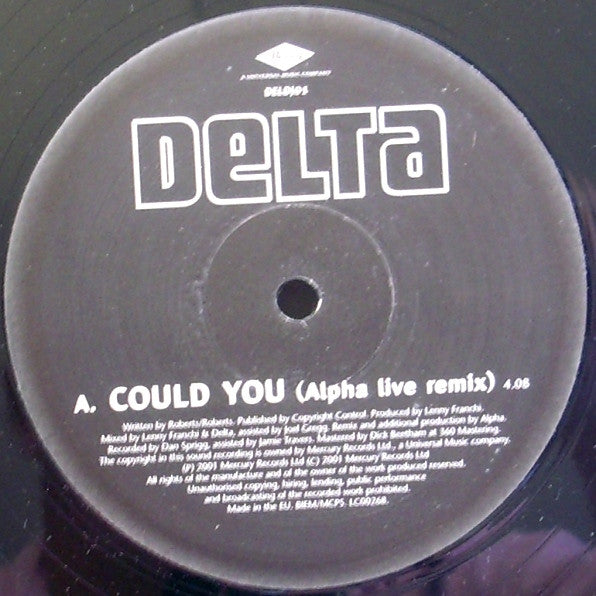 A UNIVERSAL MUSIC COMPANY
DELDJ01
DELTA
A. COULD YOU (Alpha live remix) 4.08
Written by Roberts/Roberts. Published by Copyright Control. Produced by Lenny Franchi.
Mixed by Lenny Franchi & Delta, assisted by Joel Gregg. Remix and additional production by Alpha.
Recorded by Dan Sprigg, assisted by Jamie Travers. Mastered by Dick Beetham at 360 Mastering.
The copyright in this sound recording is owned by Mercury Records Ltd. a Universal Music company.
(P) 2001 Mercury Records Ltd (C) 2001 Mercury Records Ltd
All rights of the manufacture and of the owner of the work produced reserved.
Unauthorised copying, hiring, lending, public performance
and broadcasting of the recorded work prohibited.
Made in the EU. BIEM/MCPS. LC00268.